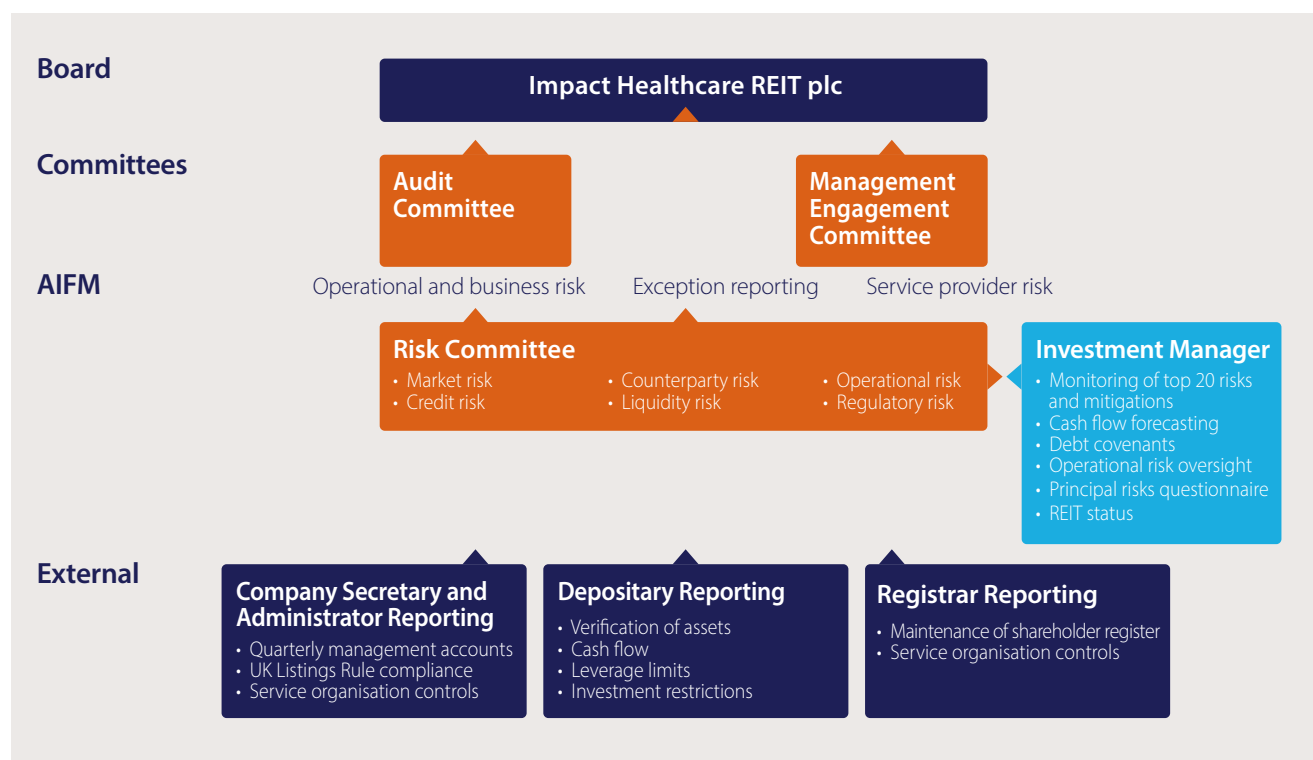 Board
Impact Healthcare REIT plc
Committees
Audit
Committee
Management
Engagement
Committee
AIFM
Operational and business risk
Exception reporting
Service provider risk
Risk Committee
• Market risk
• Credit risk
• Counterparty risk
• Liquidity risk
• Operational risk
• Regulatory risk
Investment Manager
• Monitoring of top 20 risks
and mitigations
• Cash flow forecasting
• Debt covenants
• Operational risk oversight
• Principal risks questionnaire
• REIT status
External
Company Secretary and
Administrator Reporting
• Quarterly management accounts
• UK Listings Rule compliance
• Service organisation controls
Depositary Reporting
• Verification of assets
• Cash flow
• Leverage limits
• Investment restrictions
Registrar Reporting
• Maintenance of shareholder register
• Service organisation controls